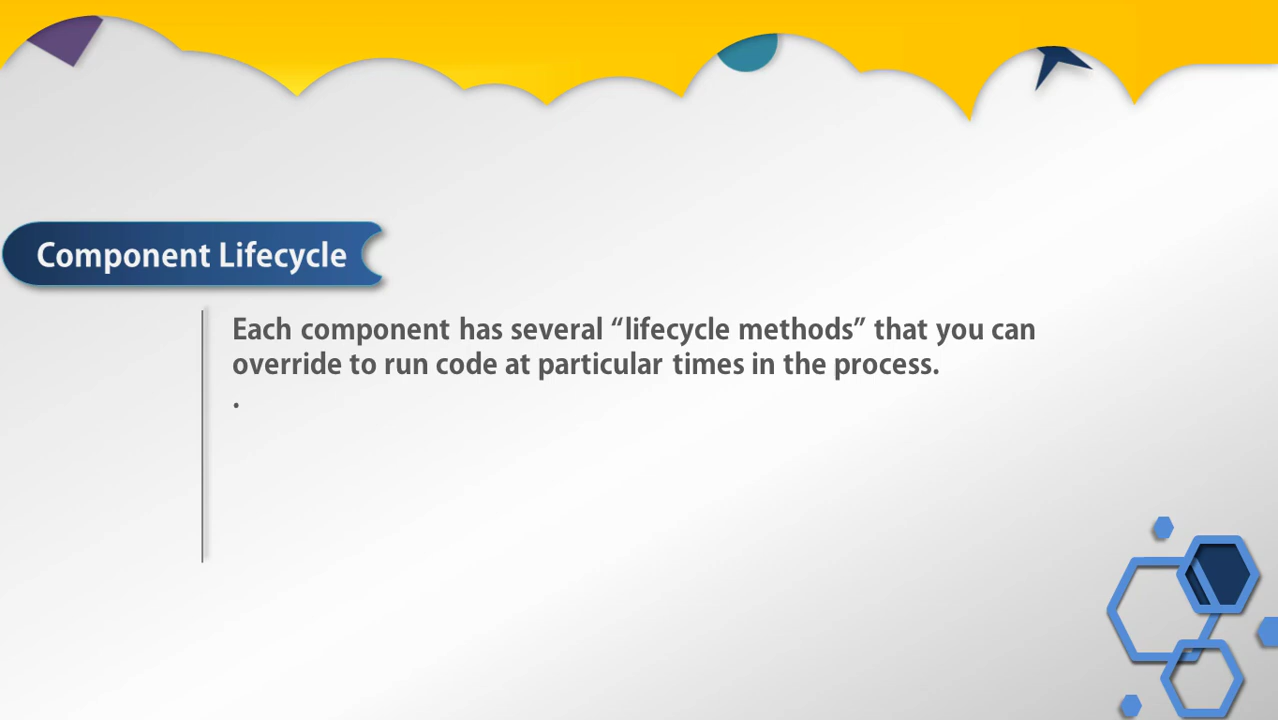 Component Lifecycle
Each component has several “lifecycle methods” that you can
override to run code at particular times in the process.
.